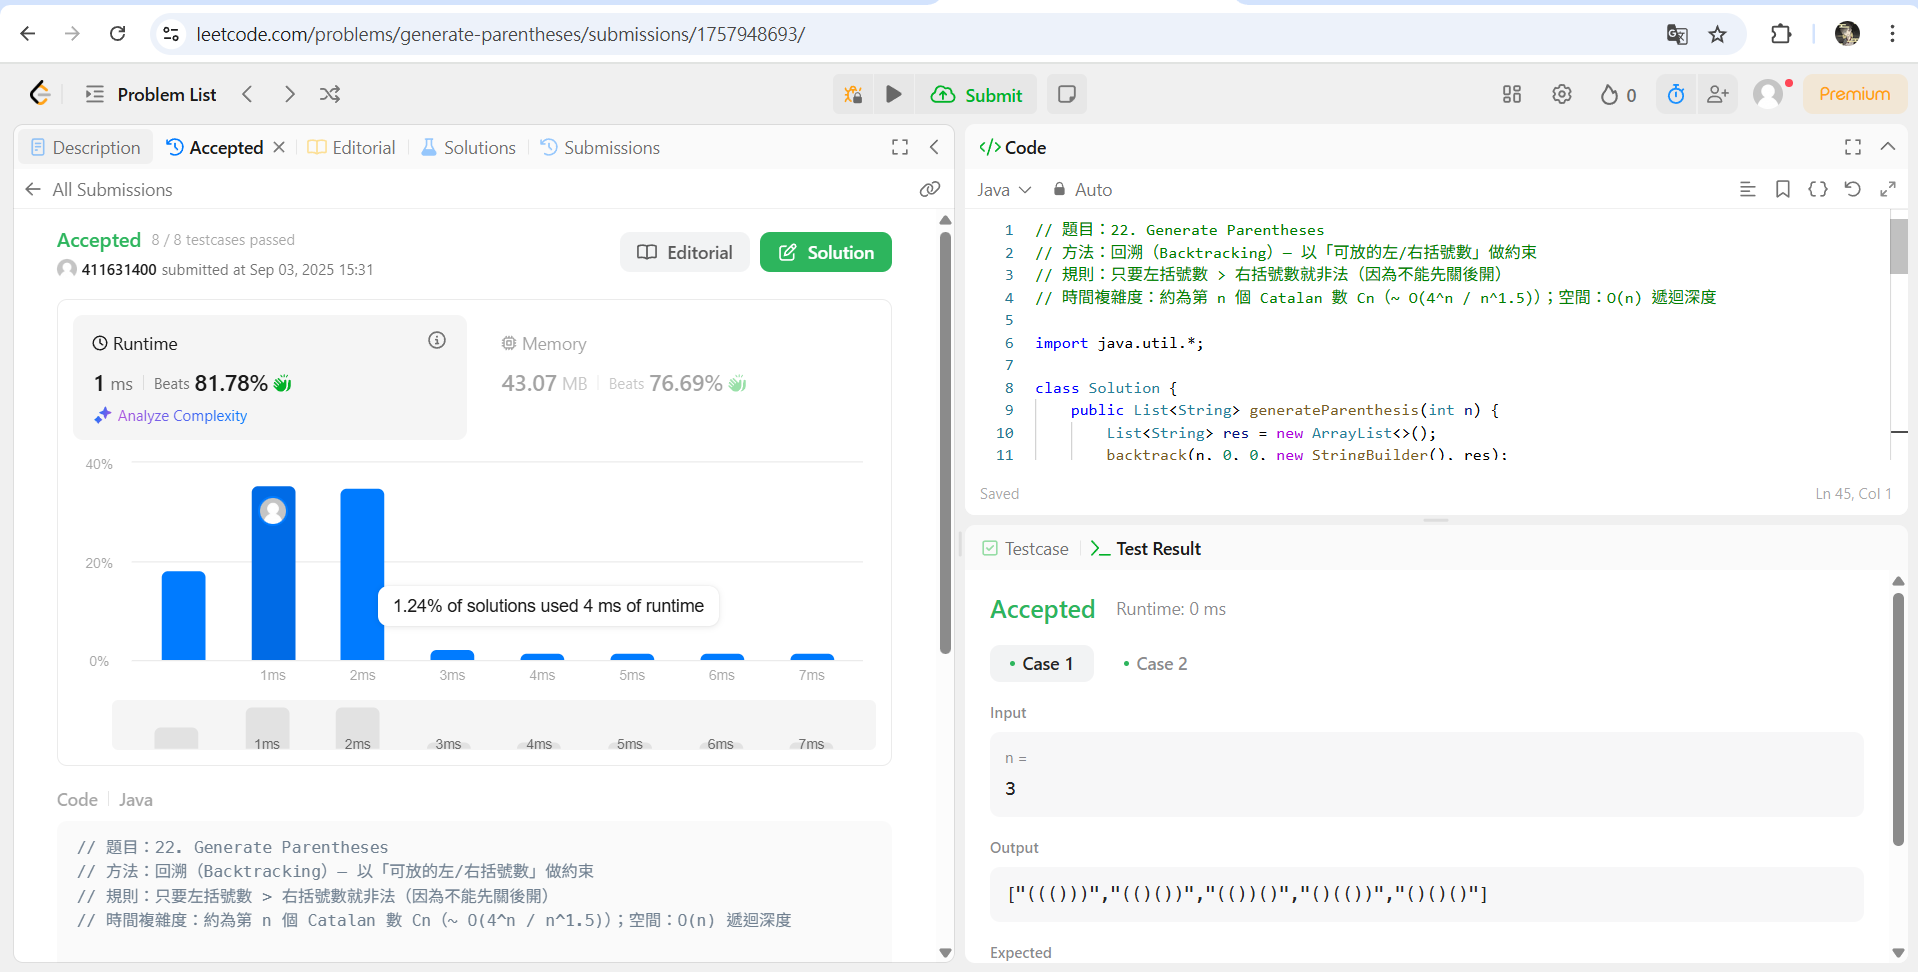 leetcode.com/problems/generate-parentheses/submissions/1757948693/
Problem List
Submit
0
Premium
Description
Accepted
Editorial
Solutions
Submissions
All Submissions
Accepted 8 / 8 testcases passed
411631400 submitted at Sep 03, 2025 15:31
Editorial
Solution
Runtime
1 ms Beats 81.78%
Analyze Complexity
Memory
43.07 MB Beats 76.69%
40%
20%
0%
1.24% of solutions used 4 ms of runtime
1ms 2ms 3ms 4ms 5ms 6ms 7ms
1ms 2ms 3ms 4ms 5ms 6ms 7ms
Code Java
// 題目：22. Generate Parentheses
// 方法：回溯（Backtracking）— 以「可放的左/右括號數」做約束
// 規則：只要左括號數 > 右括號數就非法（因為不能先關後開）
// 時間複雜度：約為第 n 個 Catalan 數 Cn（~ O(4^n / n^1.5)）；空間：O(n) 遞迴深度
</> Code
Java Auto
1 // 題目：22. Generate Parentheses
2 // 方法：回溯（Backtracking）— 以「可放的左/右括號數」做約束
3 // 規則：只要左括號數 > 右括號數就非法（因為不能先關後開）
4 // 時間複雜度：約為第 n 個 Catalan 數 Cn（~ O(4^n / n^1.5)）；空間：O(n) 遞迴深度
5
6 import java.util.*;
7
8 class Solution {
9 public List<String> generateParenthesis(int n) {
10 List<String> res = new ArrayList<>();
11 backtrack(n, 0, 0, new StringBuilder(), res);
Saved
Ln 45, Col 1
Testcase
Test Result
Accepted Runtime: 0 ms
Case 1
Case 2
Input
n =
3
Output
["((()))","(()())","(())()","()(())","()()()"]
Expected